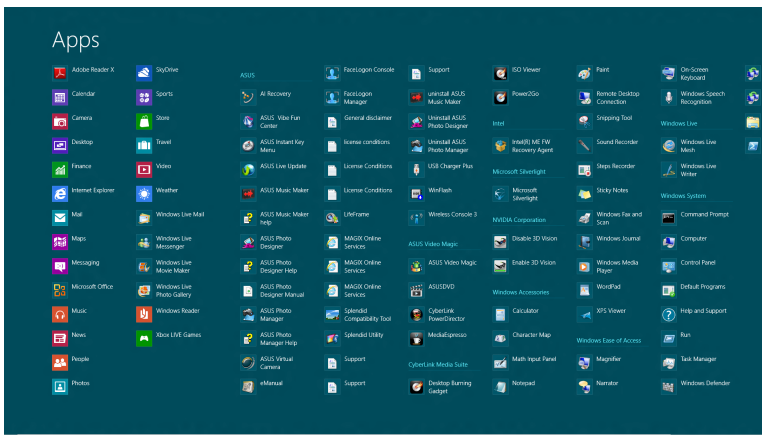 Apps
Adobe Reader X
Calendar
Camera
Desktop
Finance
Internet Explorer
Mail
Maps
Messaging
Microsoft Office
Music
News
People
Photos
SkyDrive
Sports
Store
Travel
Video
Weather
Windows Live Mail
Windows Live
Messenger
Windows Live
Movie Maker
Windows Live
Photo Gallery
Windows Reader
Xbox LIVE Games
ASUS
AI Recovery
ASUS Vibe Fun
Center
ASUS Instant Key
Menu
ASUS Live Update
ASUS Music Maker
ASUS Music Maker
help
ASUS Photo
Designer
ASUS Photo
Designer Help
ASUS Photo
Designer Manual
ASUS Photo
Manager
ASUS Photo
Manager Help
ASUS Virtual
Camera
eManual
FaceLogon Console
FaceLogon
Manager
General disclaimer
license conditions
License Conditions
License Conditions
LifeFrame
MAGIX Online
Services
MAGIX Online
Services
MAGIX Online
Services
Splendid
Compatibility Tool
Splendid Utility
Support
Support
Support
uninstall ASUS
Music Maker
Uninstall ASUS
Photo Designer
Uninstall ASUS
Photo Manager
USB Charger Plus
WinFlash
Wireless Console 3
ASUS Video Magic
ASUS Video Magic
ASUSDVD
CyberLink
PowerDirector
MediaEspresso
CyberLink Media Suite
Desktop Burning
Gadget
ISO Viewer
Power2Go
Intel
Intel(R) ME FW
Recovery Agent
Microsoft Silverlight
Microsoft
Silverlight
NVIDIA Corporation
Disable 3D Vision
Enable 3D Vision
Windows Accessories
Calculator
Character Map
Math Input Panel
Notepad
Paint
Remote Desktop
Connection
Snipping Tool
Sound Recorder
Steps Recorder
Sticky Notes
Windows Fax and
Scan
Windows Journal
Windows Media
Player
WordPad
XPS Viewer
Windows Ease of Access
Magnifier
Narrator
On-Screen
Keyboard
Windows Speech
Recognition
Windows Live
Windows Live
Mesh
Windows Live
Writer
Windows System
Command Prompt
Computer
Control Panel
Default Programs
Help and Support
Run
Task Manager
Windows Defender